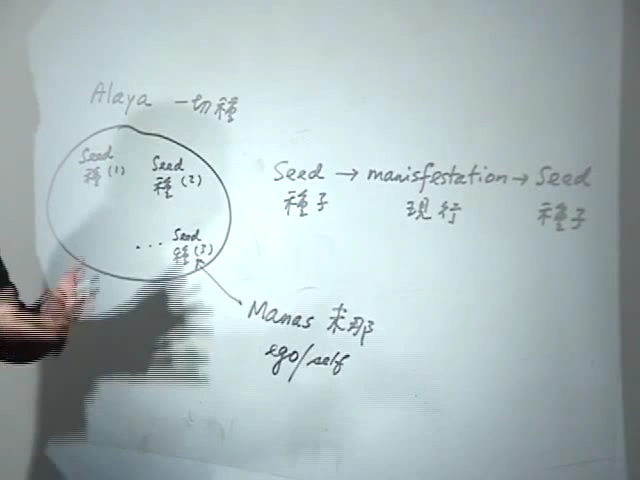 Alaya 一切種
Seed
種(1)
Seed
種(2)
... Seed
種(3)
Seed → manisfestation → Seed
種子 現行 種子
Manas 末那
ego/self